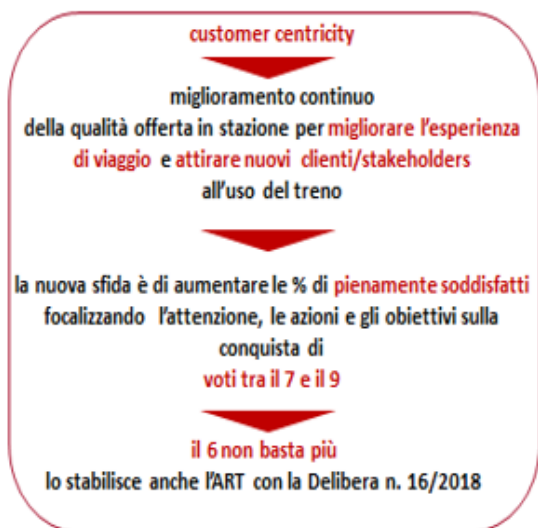 customer centricity
miglioramento continuo
della qualità offerta in stazione per migliorare l'esperienza
di viaggio e attirare nuovi clienti/stakeholders
all'uso del treno
la nuova sfida è di aumentare le % di pienamente soddisfatti
focalizzando l'attenzione, le azioni e gli obiettivi sulla
conquista di
voti tra il 7 e il 9
il 6 non basta più
lo stabilisce anche l'ART con la Delibera n. 16/2018